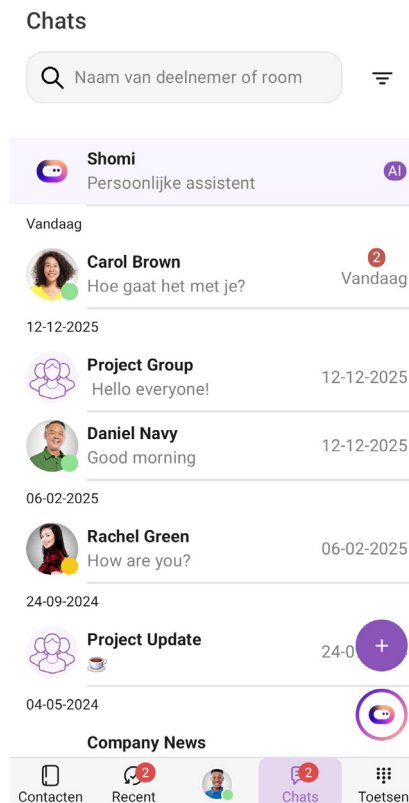 Chats
Naam van deelnemer of room
Shomi
Persoonlijke assistent
AI
Vandaag
Carol Brown
2
Hoe gaat het met je?
Vandaag
12-12-2025
Project Group
Hello everyone!
12-12-2025
Daniel Navy
Good morning
12-12-2025
06-02-2025
Rachel Green
How are you?
06-02-2025
24-09-2024
Project Update
24-0
+
04-05-2024
Company News
2
2
Contacten
Recent
Chats
Toetsen